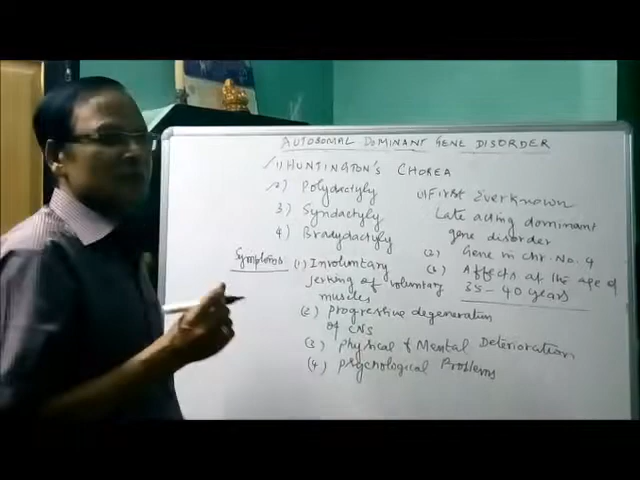 AUTOSOMAL DOMINANT GENE DISORDER
1) HUNTINGTON'S CHOREA
2) Polydactyly
3) Syndactyly
4) Bracydactyly
(1) First ever known
Late acting dominant
gene disorder
(2) Gene in chr. No. 4
(3) Affects at the age of
35-40 years
Symptoms (1) Involuntary
jerking of voluntary
muscles
(2) Progressive degeneration
of CNS
(3) Physical & Mental Deterioration
(4) Psychological Problems